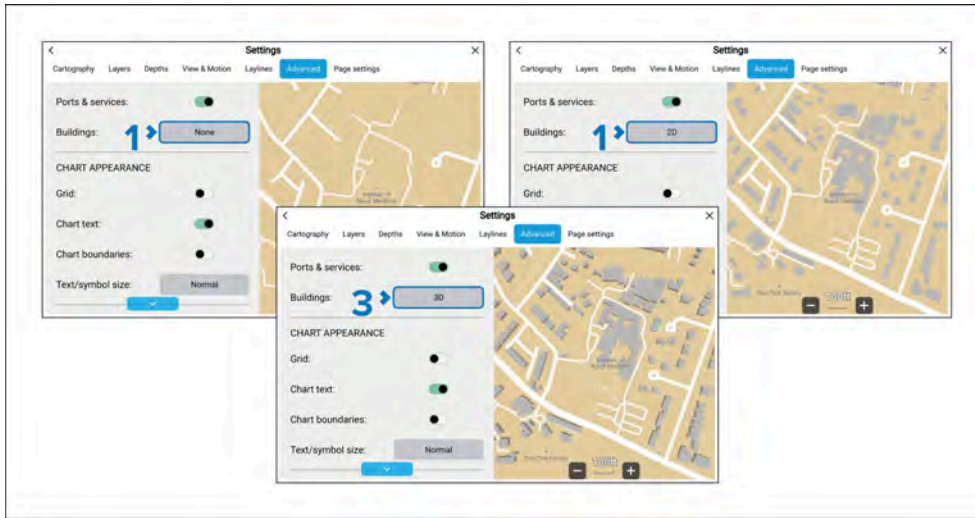 Settings
Cartography Layers Depths View & Motion Laylines Advanced Page settings
Ports & services:
Buildings: 1 None
CHART APPEARANCE
Grid:
Chart text:
Chart boundaries:
Text/symbol size: Normal
Settings
Cartography Layers Depths View & Motion Laylines Advanced Page settings
Ports & services:
Buildings: 1 2D
CHART APPEARANCE
Grid:
Settings
Cartography Layers Depths View & Motion Laylines Advanced Page settings
Ports & services:
Buildings: 3 3D
CHART APPEARANCE
Grid:
Chart text:
Chart boundaries:
Text/symbol size: Normal